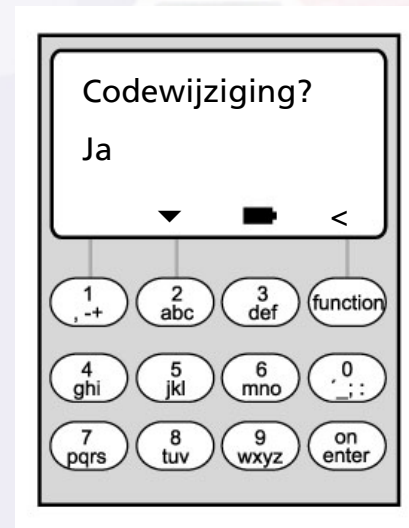 Codewijziging?
Ja
<
1 2 3 function
, -+ abc def
4 5 6 0
ghi jkl mno ´_; :
7 8 9 on
pqrs tuv wxyz enter